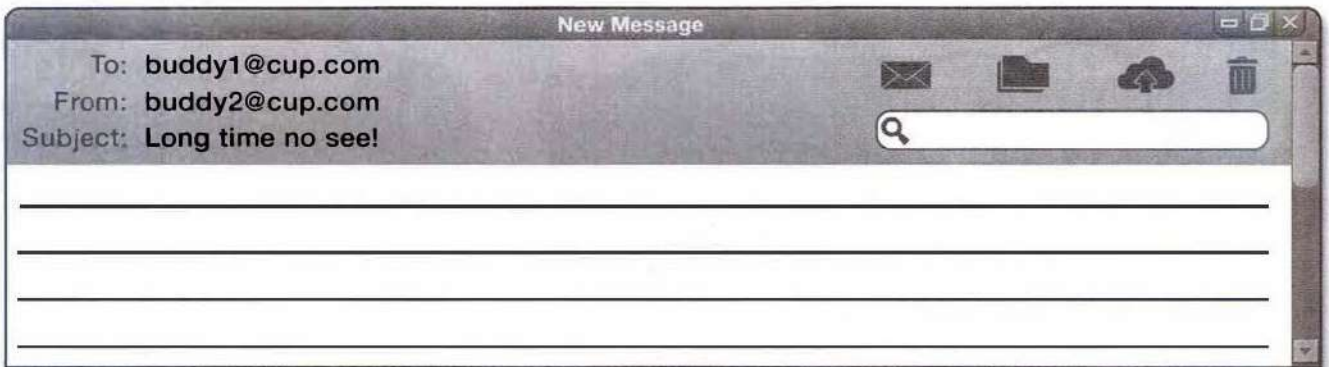 New Message
To: buddy1@cup.com
From: buddy2@cup.com
Subject: Long time no see!